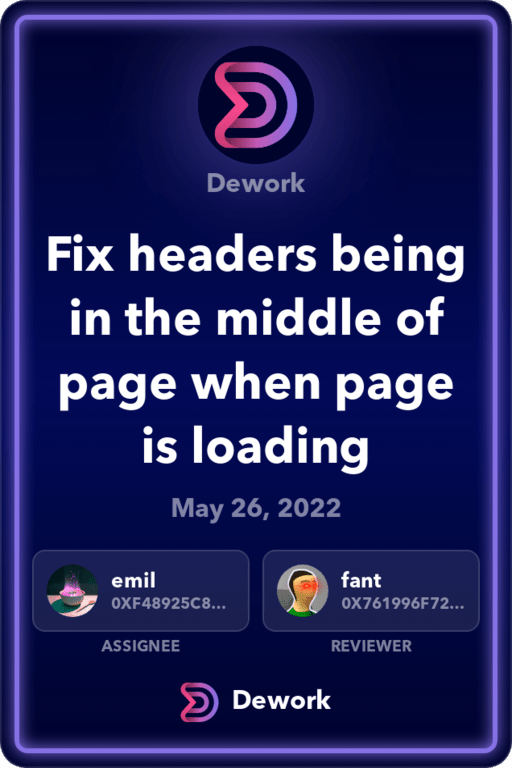 Dework
Fix headers being
in the middle of
page when page
is loading
May 26, 2022
emil
0XF48925C8...
fant
0X761996F72...
ASSIGNEE
REVIEWER
Dework